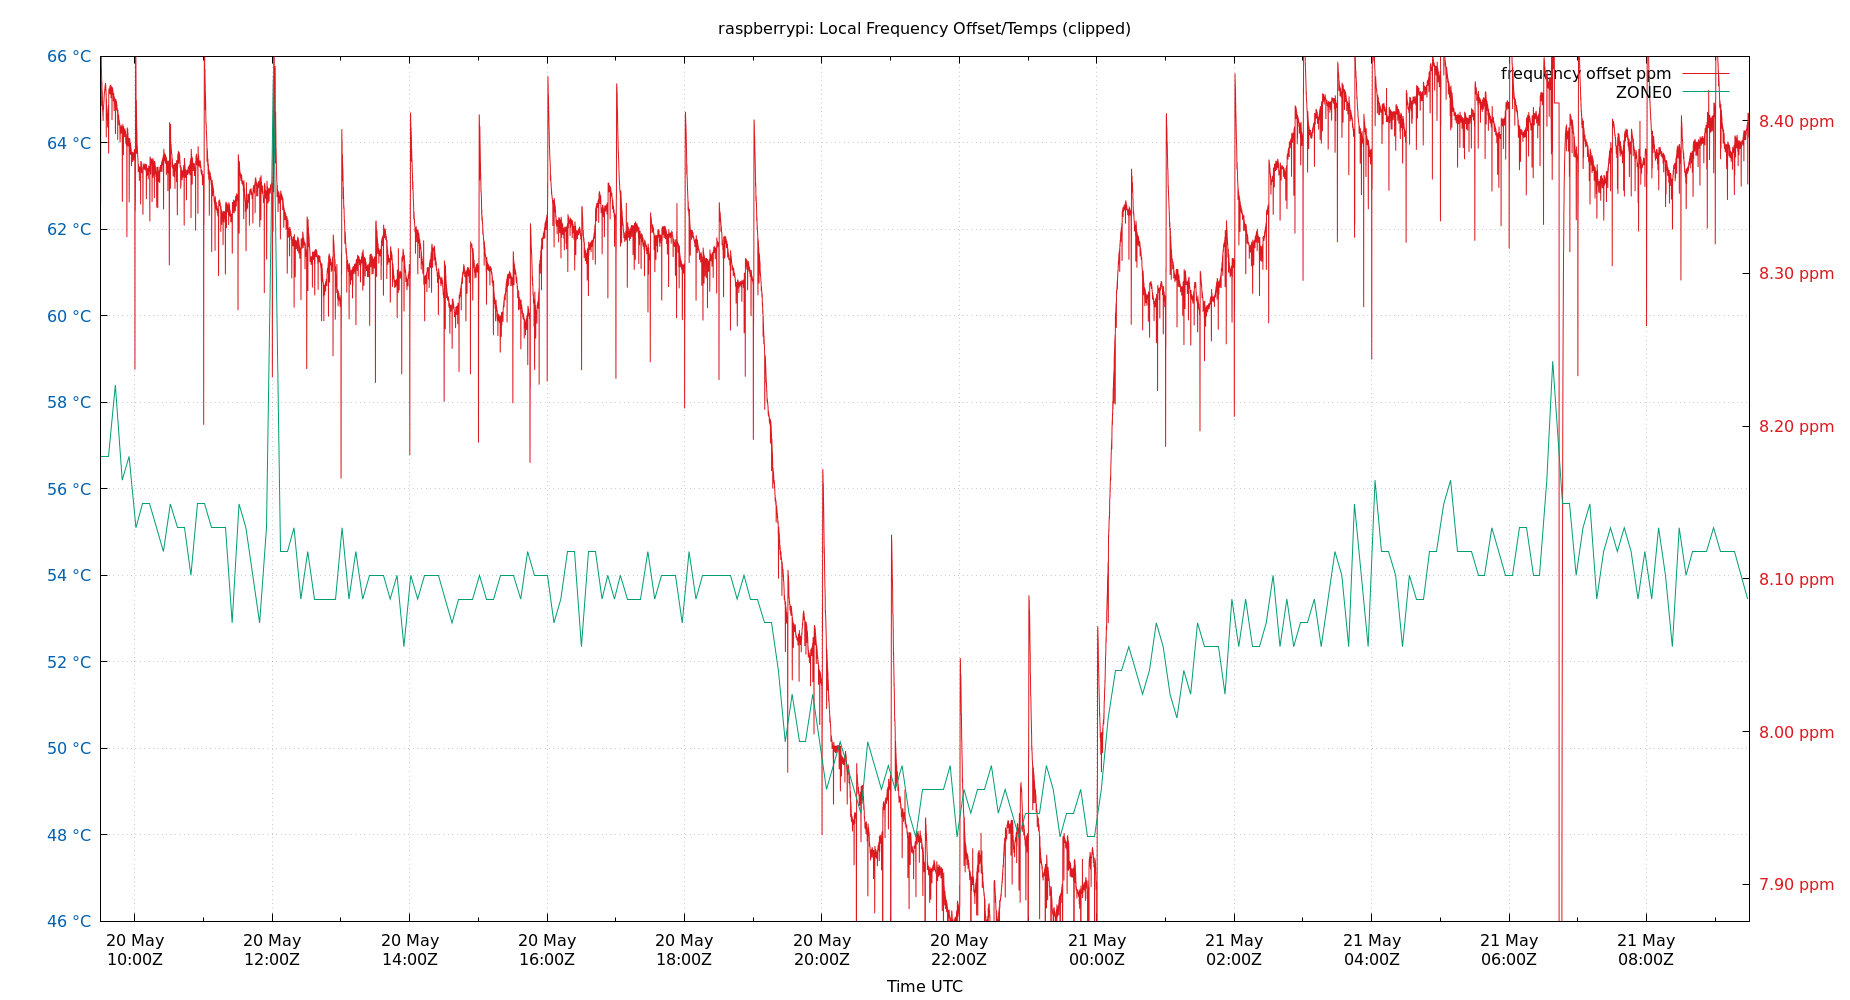 raspberrypi: Local Frequency Offset/Temps (clipped)
66 °C
64 °C
62 °C
60 °C
58 °C
56 °C
54 °C
52 °C
50 °C
48 °C
46 °C
frequency offset ppm
ZONE0
8.40 ppm
8.30 ppm
8.20 ppm
8.10 ppm
8.00 ppm
7.90 ppm
20 May 20 May 20 May 20 May 20 May 20 May 20 May 21 May 21 May 21 May 21 May 21 May
10:00Z 12:00Z 14:00Z 16:00Z 18:00Z 20:00Z 22:00Z 00:00Z 02:00Z 04:00Z 06:00Z 08:00Z
Time UTC